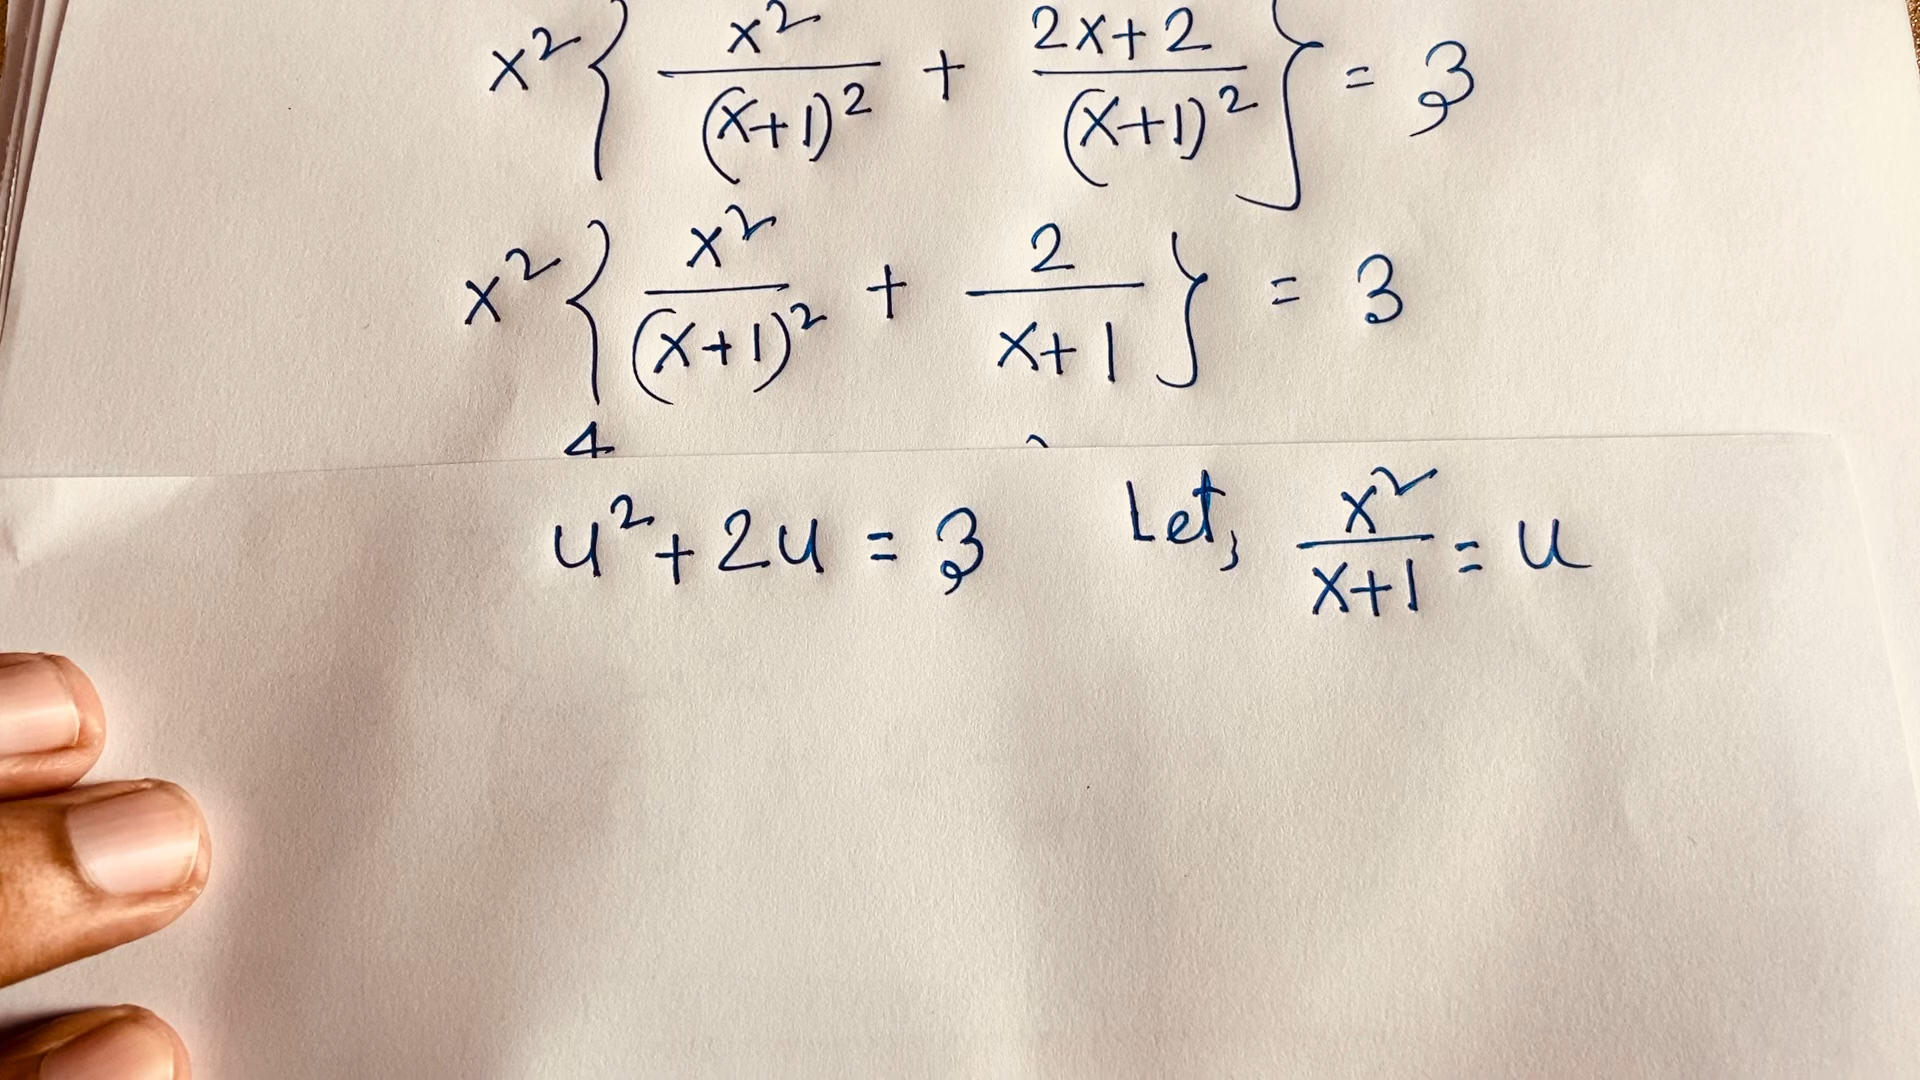 x² { x²/(x+1)² + (2x+2)/(x+1)² } = 3
x² { x²/(x+1)² + 2/(x+1) } = 3
4
u² + 2u = 3 Let, x²/(x+1) = u